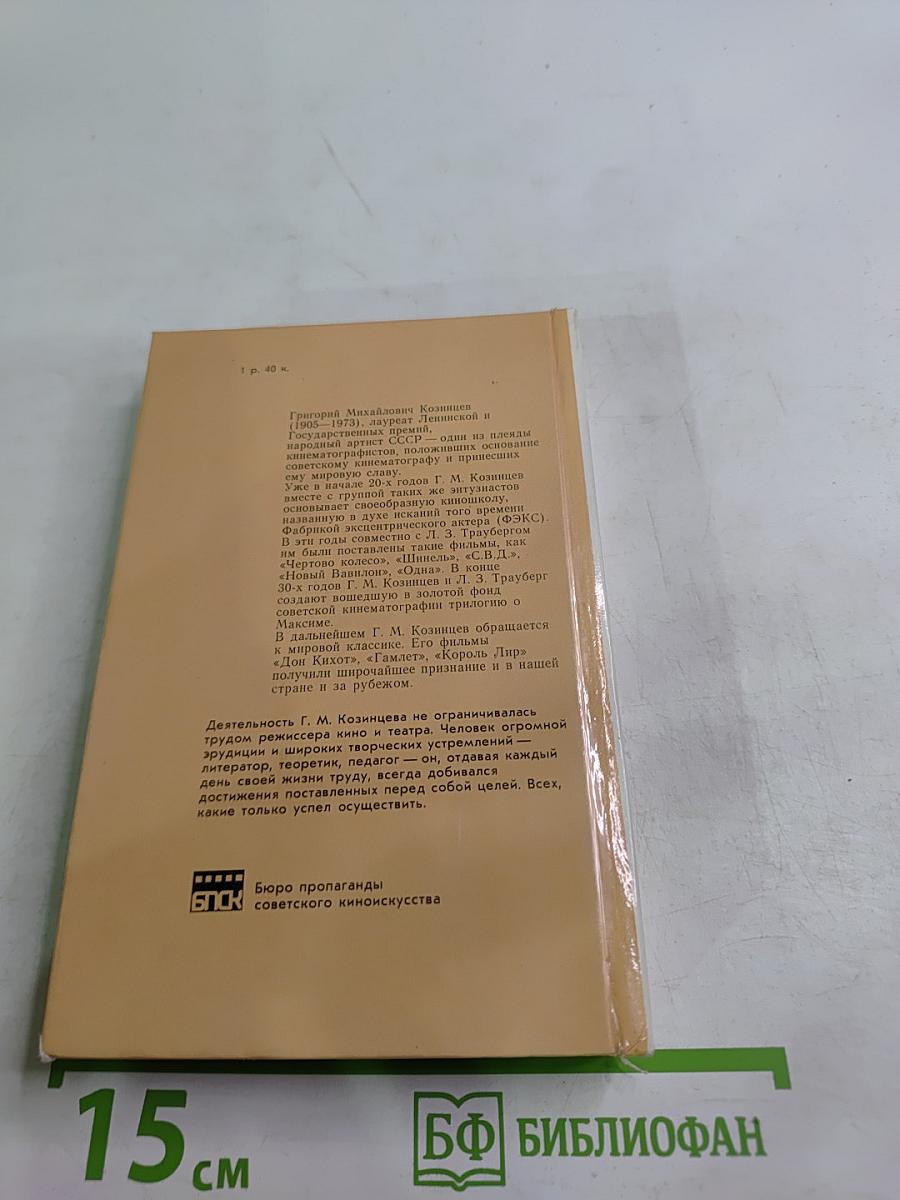 1 р. 40 к.
Григорий Михайлович Козинцев
(1905—1973), лауреат Ленинской и
Государственных премий,
народный артист СССР — один из плеяды
кинематографистов, положивших основание
советскому кинематографу и принесших
ему мировую славу.
Уже в начале 20-х годов Г. М. Козинцев
вместе с группой таких же энтузиастов
основывает своеобразную киношколу,
названную в духе исканий того времени
Фабрикой эксцентрического актера (ФЭКС).
В эти годы совместно с Л. З. Траубергом
им были поставлены такие фильмы, как
«Чертово колесо», «Шинель», «С.В.Д.»,
«Новый Вавилон», «Одна». В конце
30-х годов Г. М. Козинцев и Л. З. Трауберг
создают вошедшую в золотой фонд
советской кинематографии трилогию о
Максиме.
В дальнейшем Г. М. Козинцев обращается
к мировой классике. Его фильмы
«Дон Кихот», «Гамлет», «Король Лир»
получили широчайшее признание и в нашей
стране и за рубежом.
Деятельность Г. М. Козинцева не ограничивалась
трудом режиссера кино и театра. Человек огромной
эрудиции и широких творческих устремлений —
литератор, теоретик, педагог — он, отдавая каждый
день своей жизни труду, всегда добивался
достижения поставленных перед собой целей. Всех,
какие только успел осуществить.
БПСК
Бюро пропаганды
советского киноискусства
15 см
БФ БИБЛИОФАН